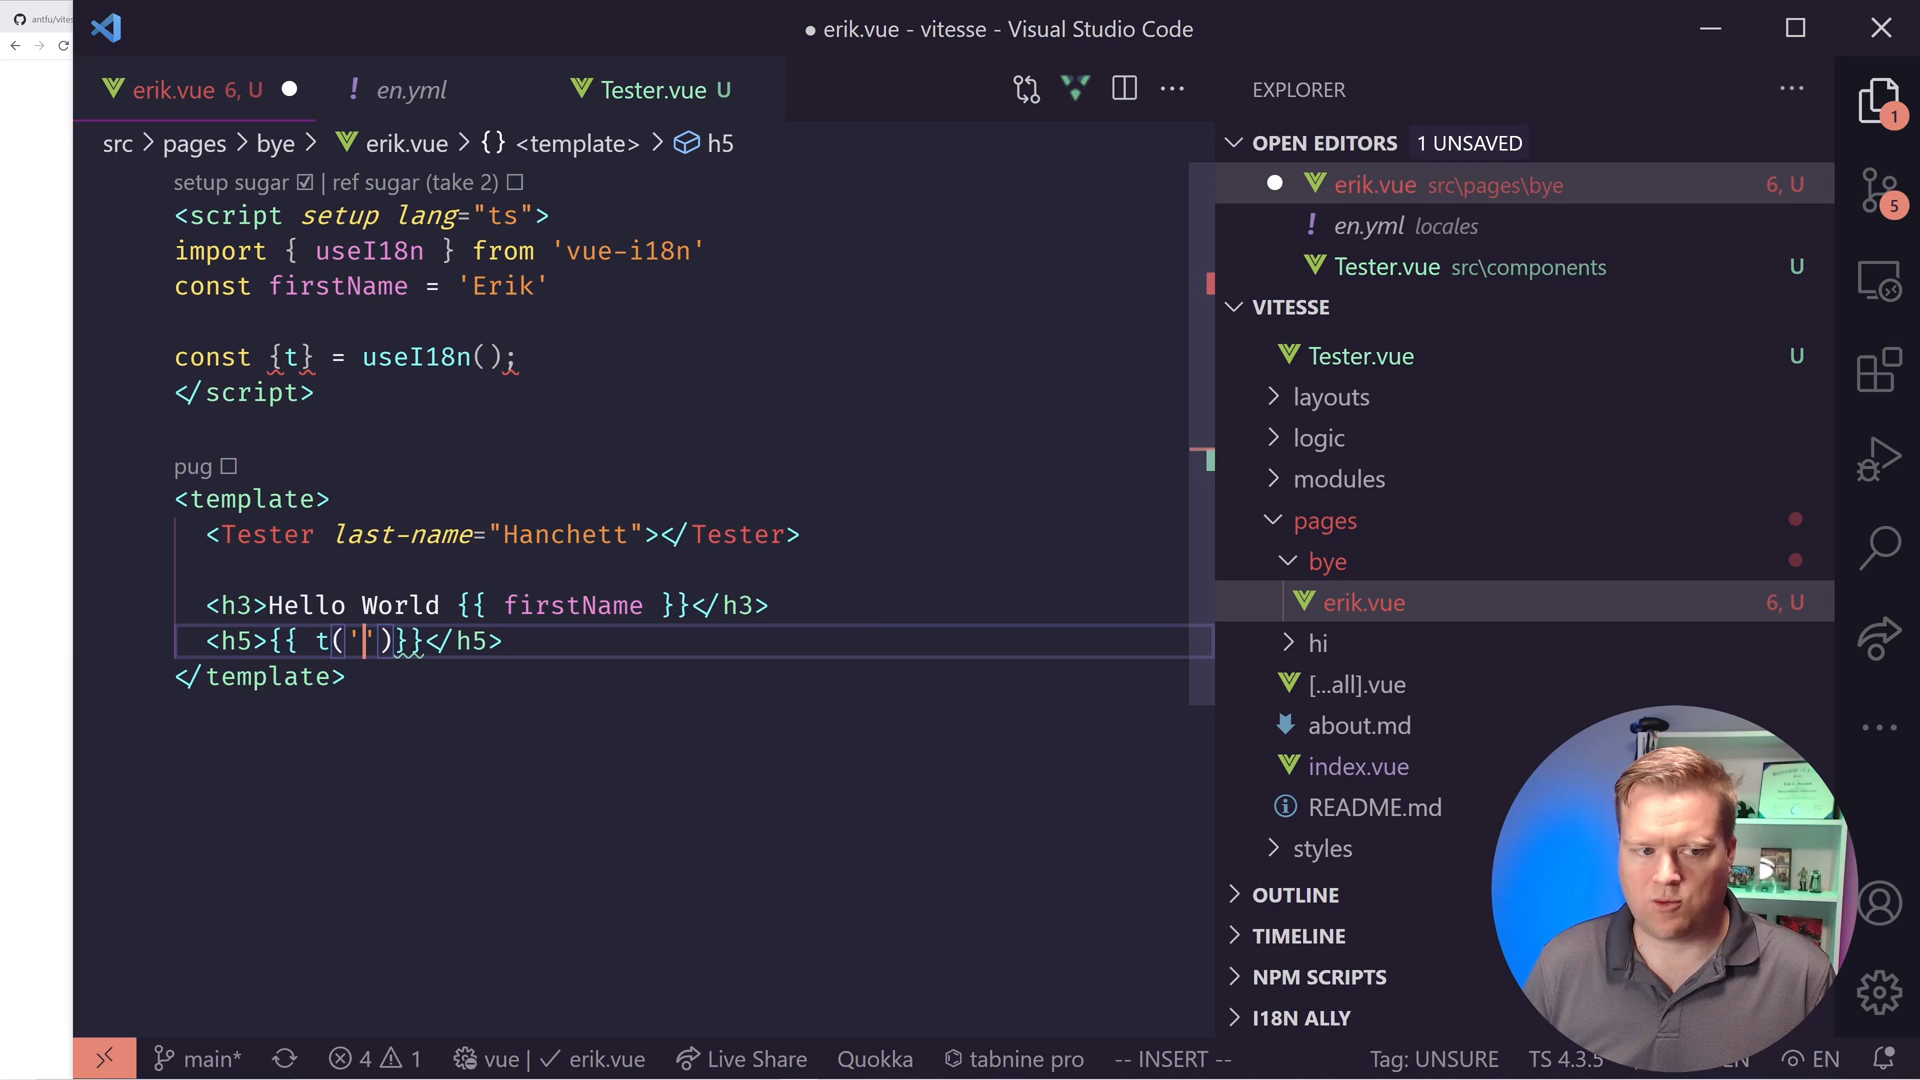 antfu/vites
● erik.vue - vitesse - Visual Studio Code
erik.vue 6, U
! en.yml
Tester.vue U
src > pages > bye > erik.vue > {} <template> > h5
setup sugar ☑ | ref sugar (take 2) ☐
<script setup lang="ts">
import { useI18n } from 'vue-i18n'
const firstName = 'Erik'
const {t} = useI18n();
</script>
pug ☐
<template>
<Tester last-name="Hanchett"></Tester>
<h3>Hello World {{ firstName }}</h3>
<h5>{{ t('')}}</h5>
</template>
EXPLORER
OPEN EDITORS 1 UNSAVED
erik.vue src\pages\bye 6, U
! en.yml locales
Tester.vue src\components U
VITESSE
Tester.vue U
layouts
logic
modules
pages
bye
erik.vue 6, U
hi
[...all].vue
about.md
index.vue
README.md
styles
OUTLINE
TIMELINE
NPM SCRIPTS
I18N ALLY
1
5
main* 4 1 vue | ✓ erik.vue Live Share Quokka tabnine pro -- INSERT -- Tag: UNSURE TS 4.3.5 EN EN